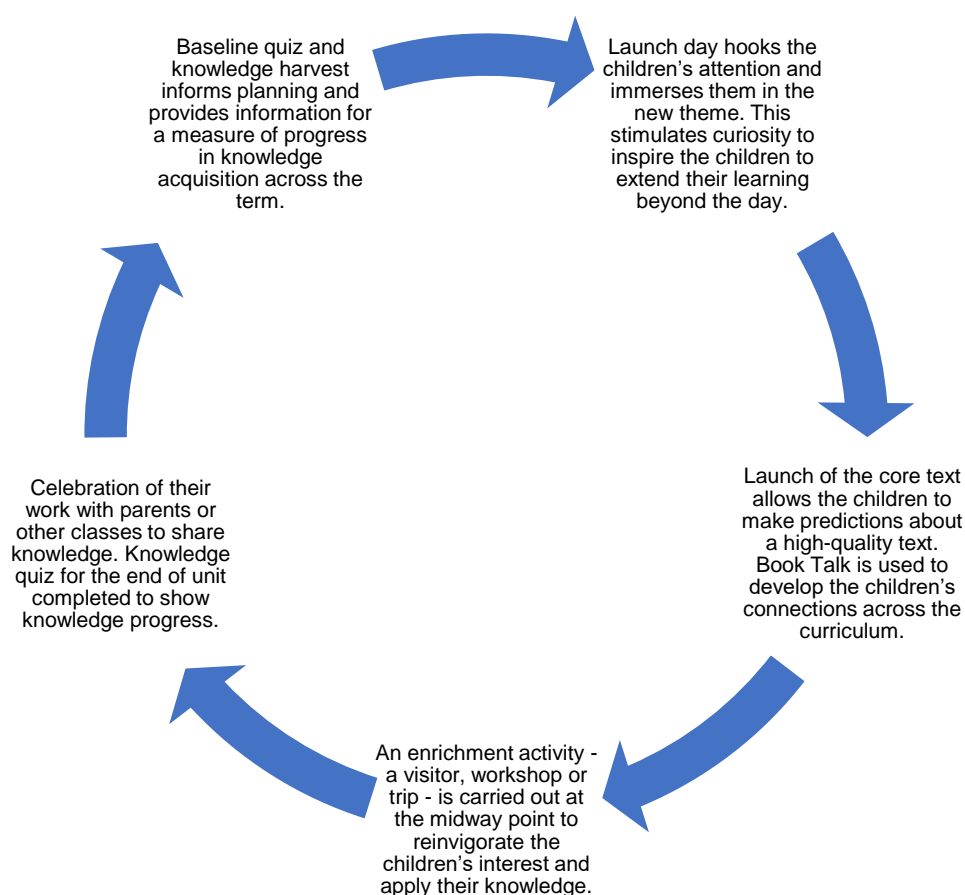 Baseline quiz and
knowledge harvest
informs planning and
provides information for
a measure of progress
in knowledge
acquisition across the
term.
Launch day hooks the
children’s attention and
immerses them in the
new theme. This
stimulates curiosity to
inspire the children to
extend their learning
beyond the day.
Launch of the core text
allows the children to
make predictions about
a high-quality text.
Book Talk is used to
develop the children’s
connections across the
curriculum.
An enrichment activity -
a visitor, workshop or
trip - is carried out at
the midway point to
reinvigorate the
children’s interest and
apply their knowledge.
Celebration of their
work with parents or
other classes to share
knowledge. Knowledge
quiz for the end of unit
completed to show
knowledge progress.